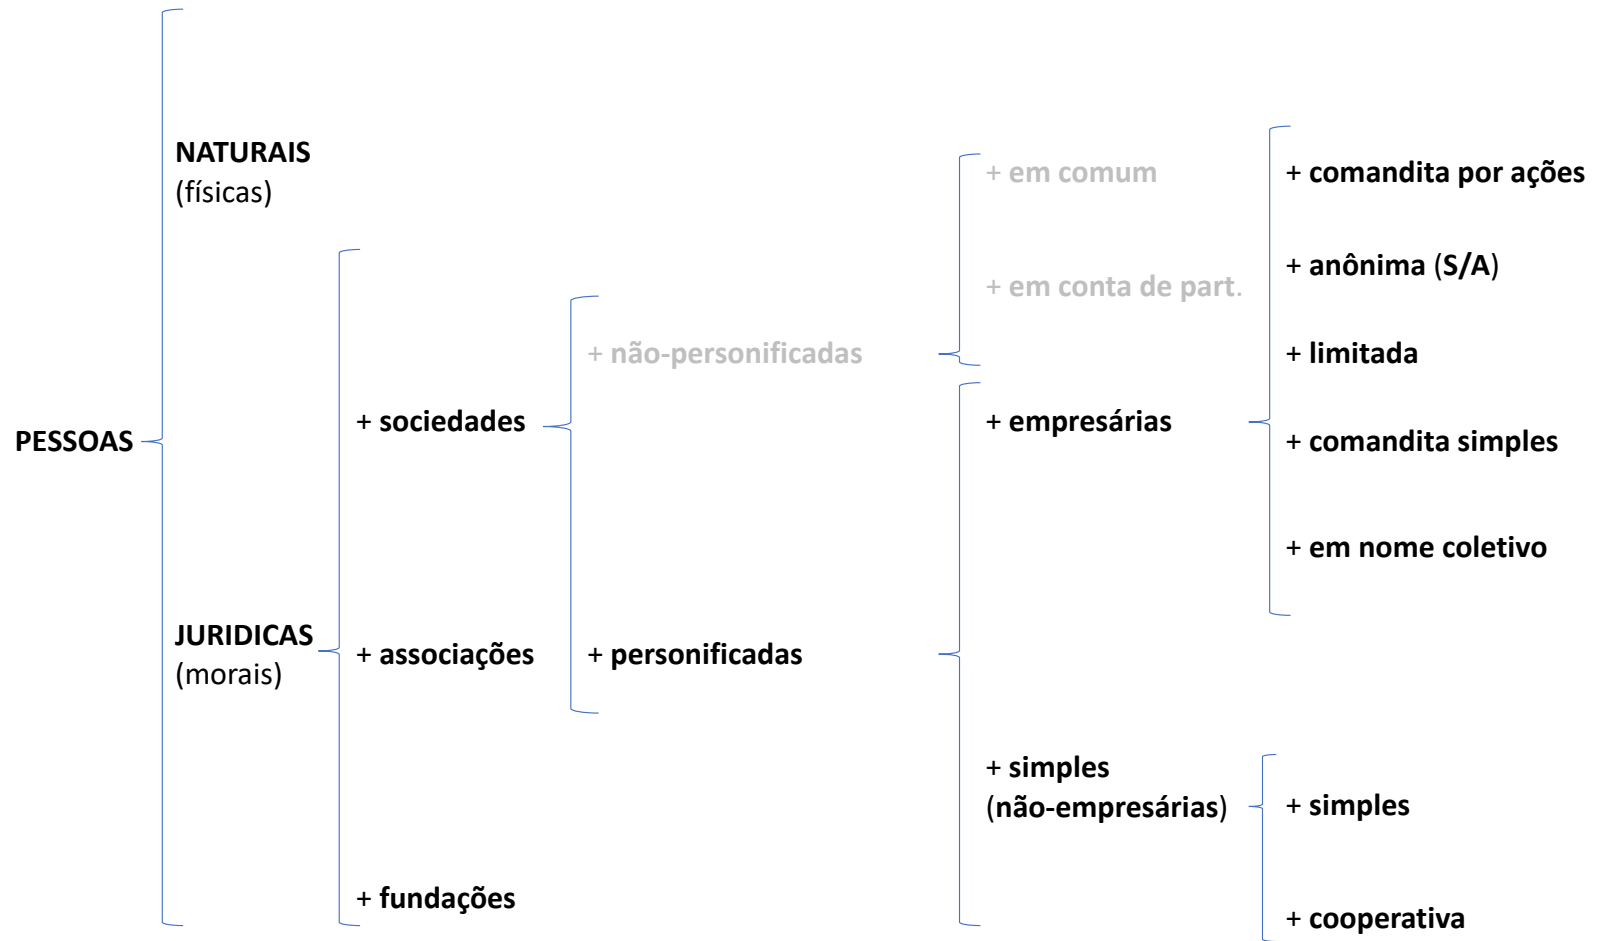 PESSOAS
NATURAIS
(físicas)
JURIDICAS
(morais)
+ sociedades
+ associações
+ fundações
+ não-personificadas
+ personificadas
+ em comum
+ em conta de part.
+ empresárias
+ simples
(não-empresárias)
+ comandita por ações
+ anônima (S/A)
+ limitada
+ comandita simples
+ em nome coletivo
+ simples
+ cooperativa